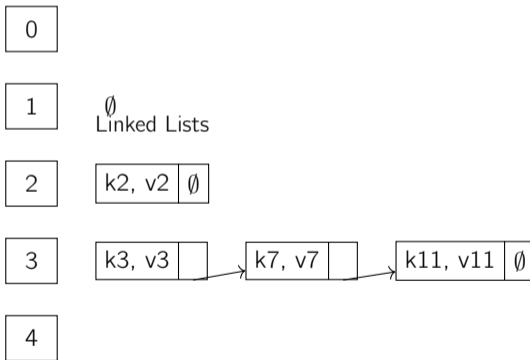 0
1 ∅
Linked Lists
2 k2, v2 ∅
3 k3, v3 k7, v7 k11, v11 ∅
4